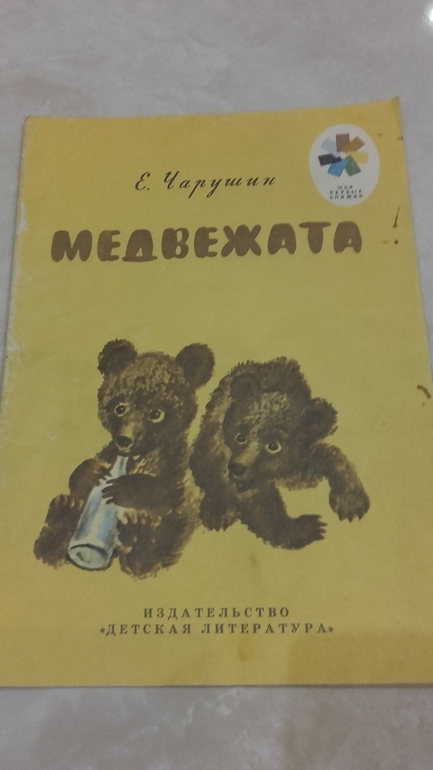 Е. Чарушин
МОИ
ПЕРВЫЕ
КНИЖКИ
МЕДВЕЖАТА
ИЗДАТЕЛЬСТВО
«ДЕТСКАЯ ЛИТЕРАТУРА»